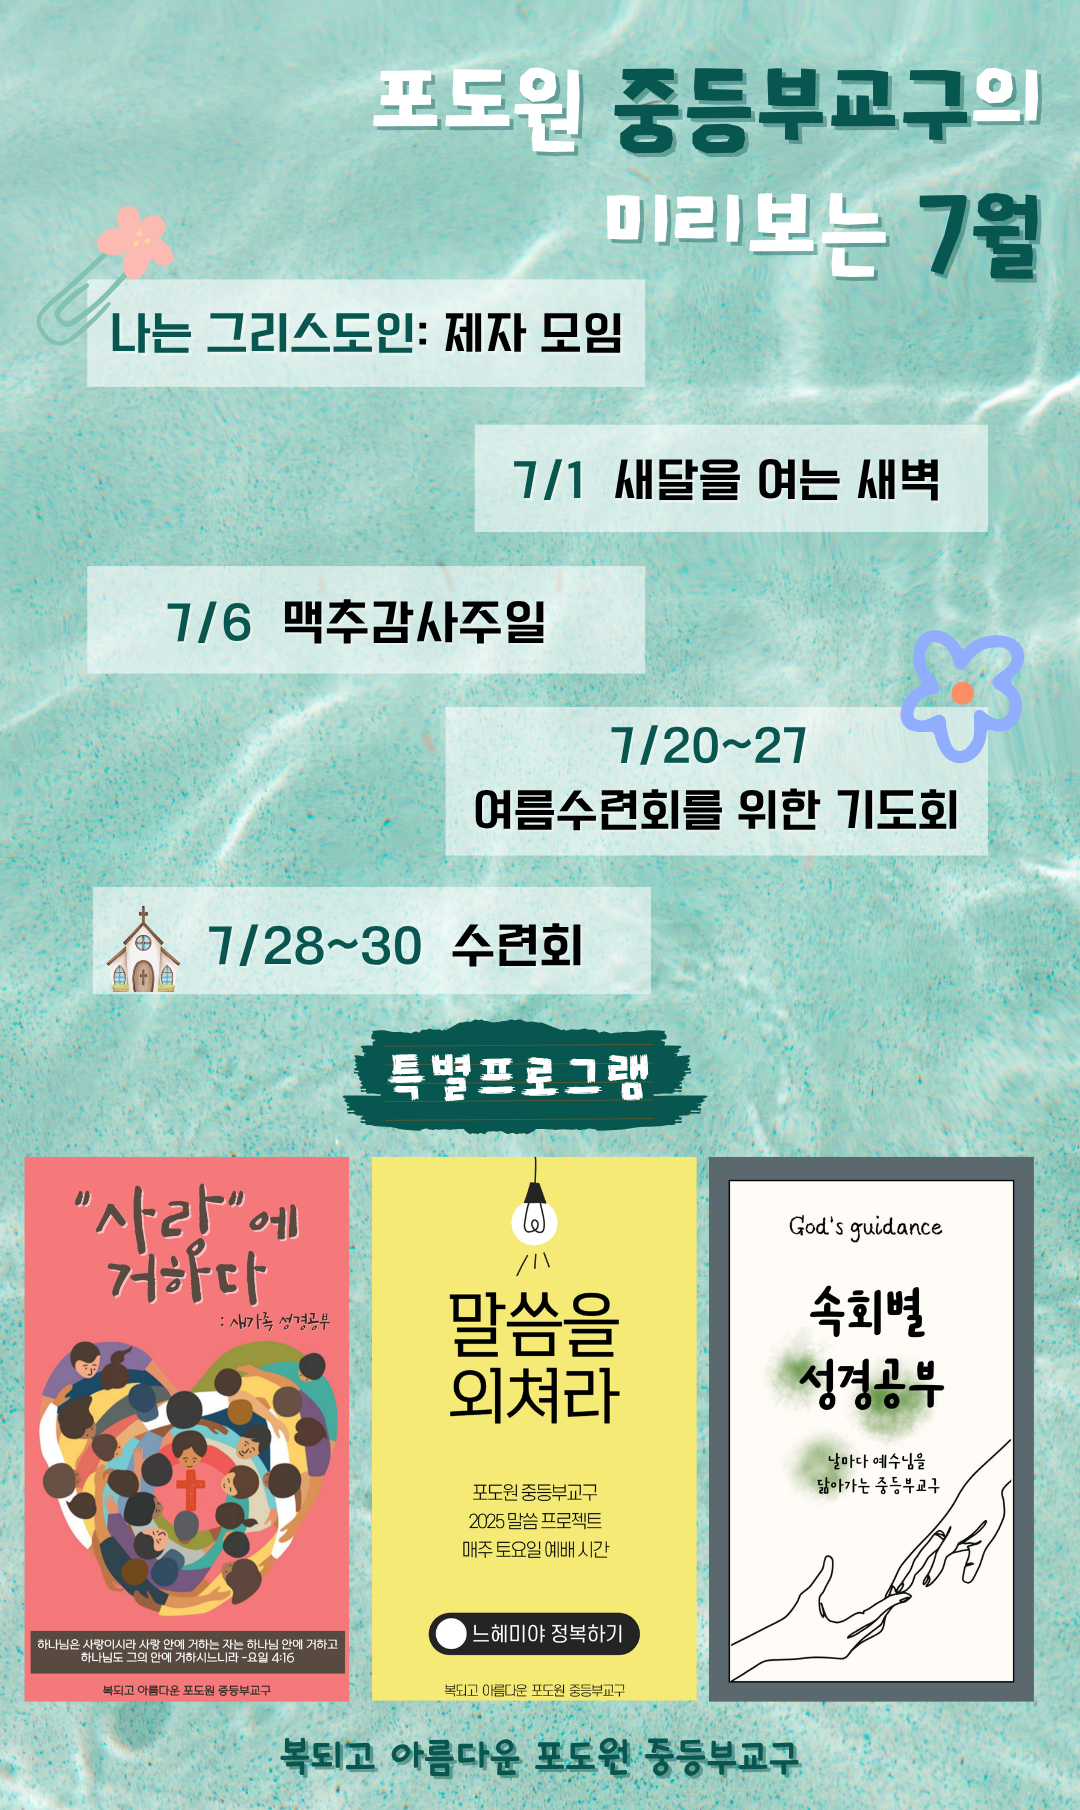 포도원 중등부교구의
미리보는 7월
나는 그리스도인: 제자 모임
7/1 새달을 여는 새벽
7/6 맥추감사주일
7/20~27
여름수련회를 위한 기도회
7/28~30 수련회
특별프로그램
"사랑"에
거하다
: 새가족 성경공부
하나님은 사랑이시라 사랑 안에 거하는 자는 하나님 안에 거하고
하나님도 그의 안에 거하시느니라 -요일 4:16
복되고 아름다운 포도원 중등부교구
말씀을
외쳐라
포도원 중등부교구
2025 말씀 프로젝트
매주 토요일 예배 시간
느헤미야 정복하기
복되고 아름다운 포도원 중등부교구
God's guidance
속회별
성경공부
날마다 예수님을
닮아가는 중등부교구
복되고 아름다운 포도원 중등부교구